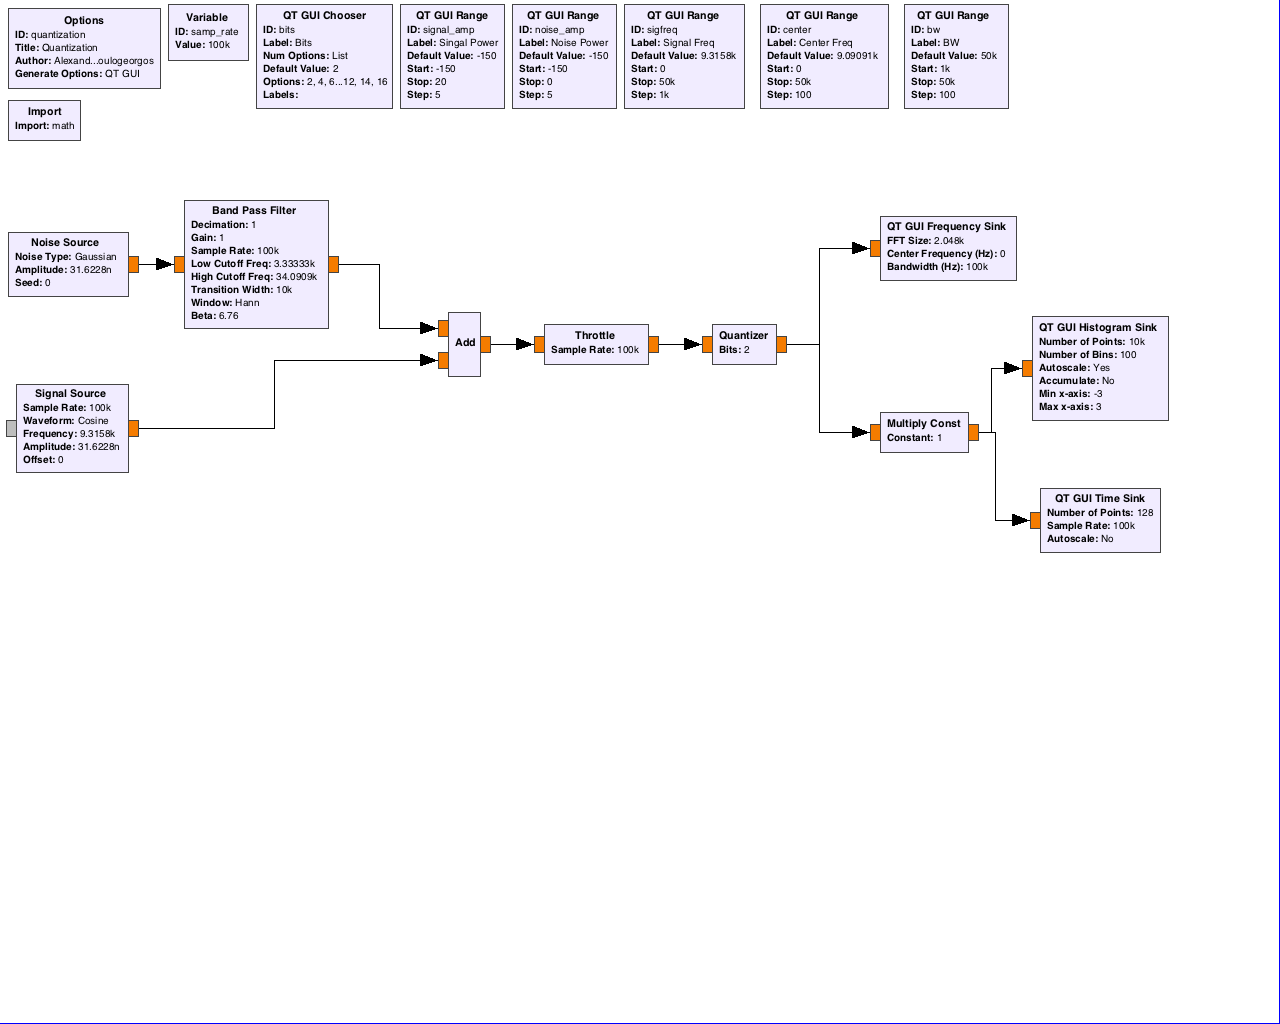 Options
ID: quantization
Title: Quantization
Author: Alexand...oulogeorgos
Generate Options: QT GUI
Variable
ID: samp_rate
Value: 100k
QT GUI Chooser
ID: bits
Label: Bits
Num Options: List
Default Value: 2
Options: 2, 4, 6...12, 14, 16
Labels:
QT GUI Range
ID: signal_amp
Label: Singal Power
Default Value: -150
Start: -150
Stop: 20
Step: 5
QT GUI Range
ID: noise_amp
Label: Noise Power
Default Value: -150
Start: -150
Stop: 0
Step: 5
QT GUI Range
ID: sigfreq
Label: Signal Freq
Default Value: 9.3158k
Start: 0
Stop: 50k
Step: 1k
QT GUI Range
ID: center
Label: Center Freq
Default Value: 9.09091k
Start: 0
Stop: 50k
Step: 100
QT GUI Range
ID: bw
Label: BW
Default Value: 50k
Start: 1k
Stop: 50k
Step: 100
Import
Import: math
Noise Source
Noise Type: Gaussian
Amplitude: 31.6228n
Seed: 0
Band Pass Filter
Decimation: 1
Gain: 1
Sample Rate: 100k
Low Cutoff Freq: 3.33333k
High Cutoff Freq: 34.0909k
Transition Width: 10k
Window: Hann
Beta: 6.76
Signal Source
Sample Rate: 100k
Waveform: Cosine
Frequency: 9.3158k
Amplitude: 31.6228n
Offset: 0
Add
Throttle
Sample Rate: 100k
Quantizer
Bits: 2
QT GUI Frequency Sink
FFT Size: 2.048k
Center Frequency (Hz): 0
Bandwidth (Hz): 100k
Multiply Const
Constant: 1
QT GUI Histogram Sink
Number of Points: 10k
Number of Bins: 100
Autoscale: Yes
Accumulate: No
Min x-axis: -3
Max x-axis: 3
QT GUI Time Sink
Number of Points: 128
Sample Rate: 100k
Autoscale: No